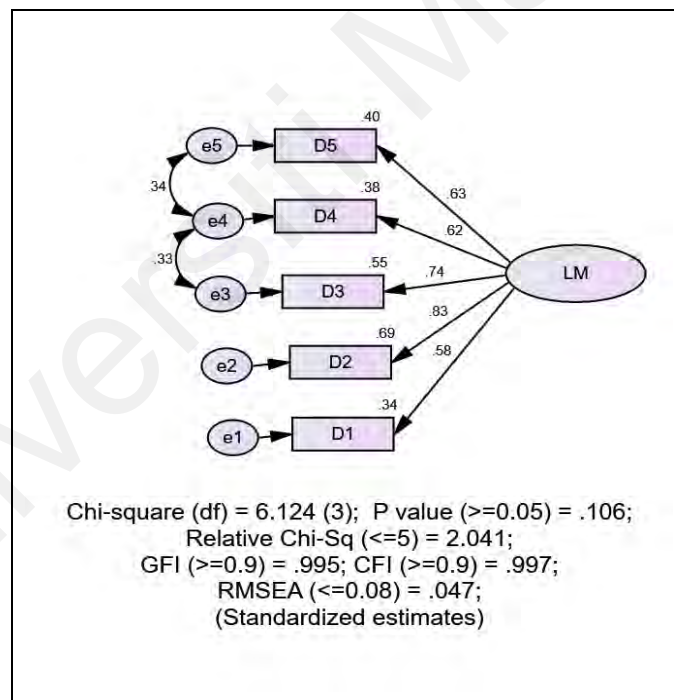 .40
e5
D5
.34
.63
.38
e4
D4
.62
.33
.55
.74
LM
e3
D3
.83
.69
e2
D2
.58
.34
e1
D1
Chi-square (df) = 6.124 (3); P value (>=0.05) = .106;
Relative Chi-Sq (<=5) = 2.041;
GFI (>=0.9) = .995; CFI (>=0.9) = .997;
RMSEA (<=0.08) = .047;
(Standardized estimates)